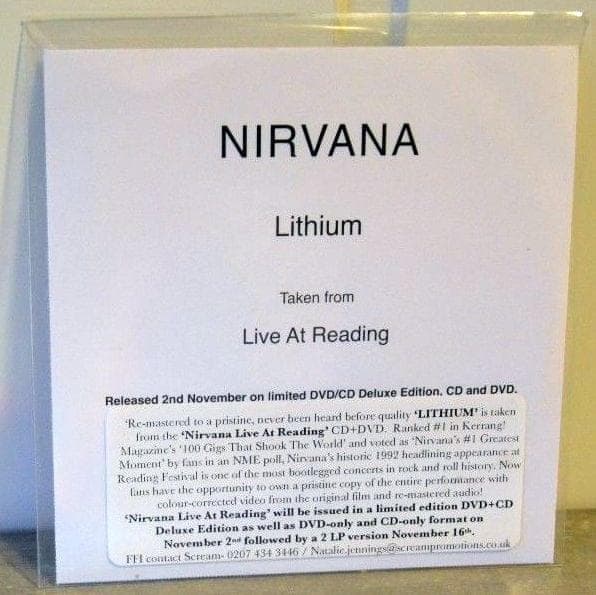 NIRVANA
Lithium
Taken from
Live At Reading
Released 2nd November on limited DVD/CD Deluxe Edition. CD and DVD.
'Re-mastered to a pristine, never been heard before quality 'LITHIUM' is taken
from the 'Nirvana Live At Reading' CD+DVD. Ranked #1 in Kerrang!
Magazine's '100 Gigs That Shook The World' and voted as 'Nirvana's #1 Greatest
Moment' by fans in an NME poll, Nirvana's historic 1992 headlining appearance at
Reading Festival is one of the most bootlegged concerts in rock and roll history. Now
fans have the opportunity to own a pristine copy of the entire performance with
colour-corrected video from the original film and re-mastered audio!
'Nirvana Live At Reading' will be issued in a limited edition DVD+CD
Deluxe Edition as well as DVD-only and CD-only format on
November 2nd followed by a 2 LP version November 16th.
FFI contact Scream- 0207 434 3446 / Natalie.jennings@screampromotions.co.uk